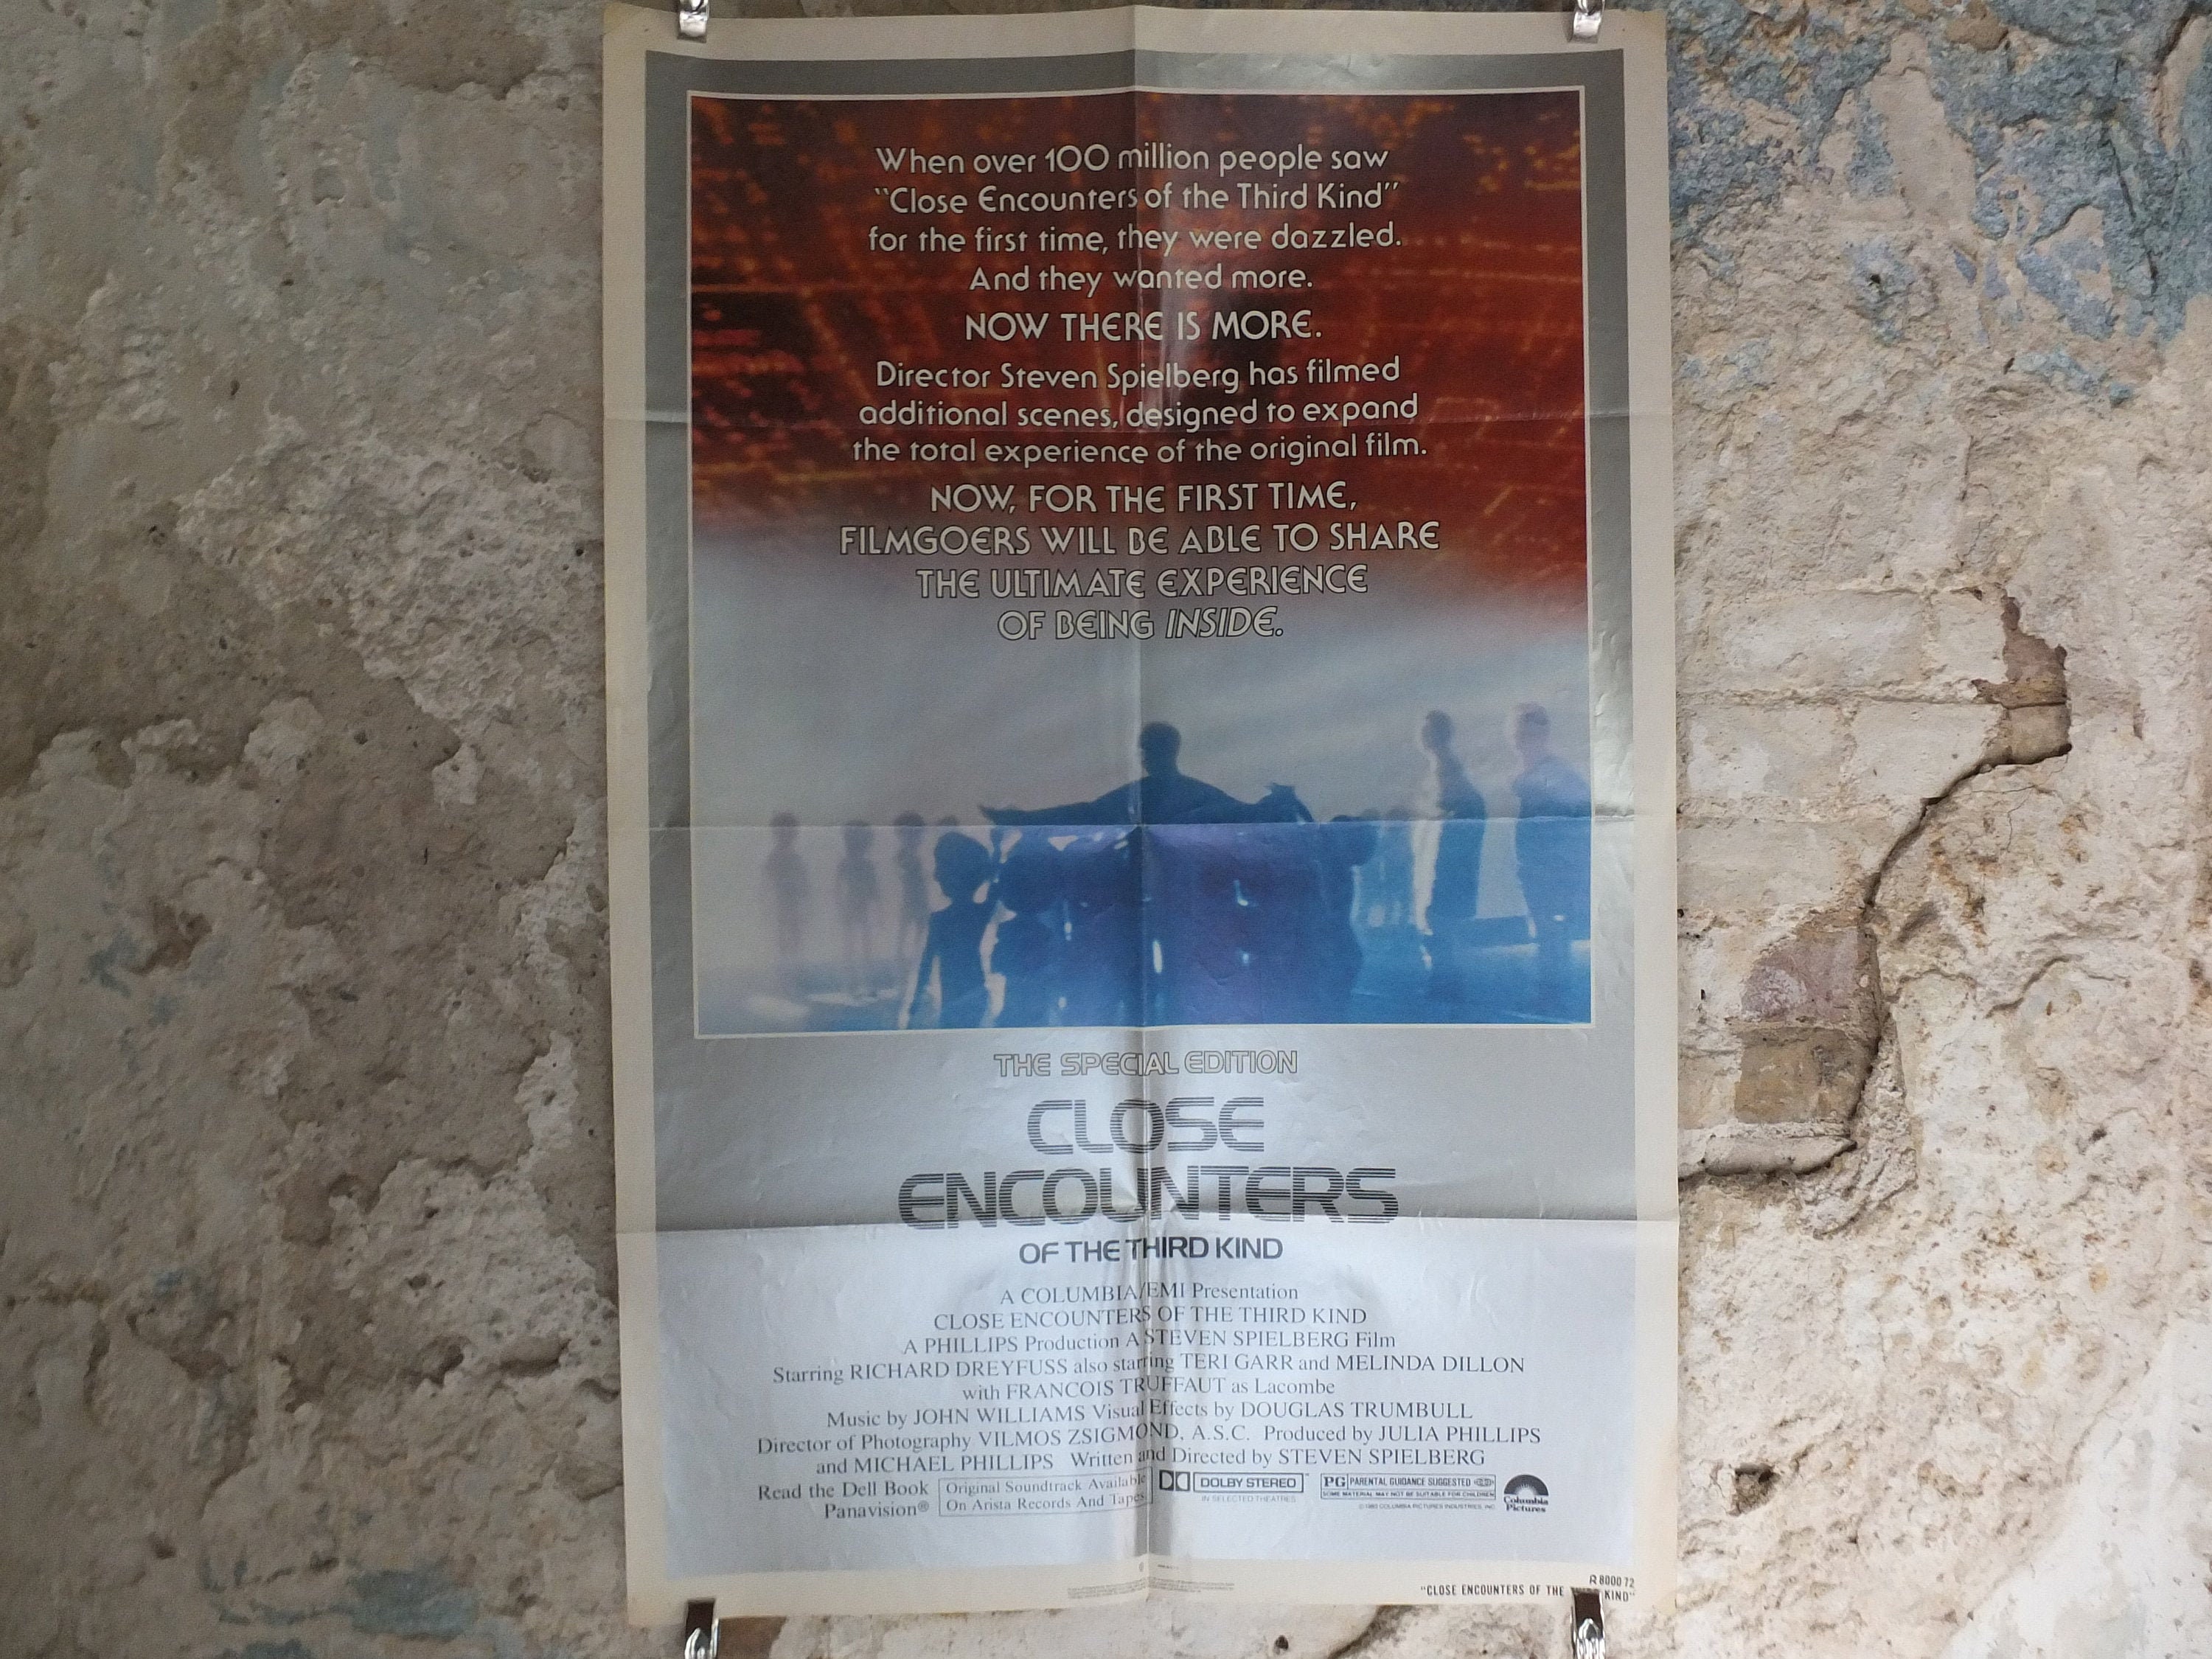 When over 100 million people saw
"Close Encounters of the Third Kind"
for the first time, they were dazzled.
And they wanted more.
NOW THERE IS MORE.
Director Steven Spielberg has filmed
additional scenes, designed to expand
the total experience of the original film.
NOW, FOR THE FIRST TIME,
FILMGOERS WILL BE ABLE TO SHARE
THE ULTIMATE EXPERIENCE
OF BEING INSIDE.
THE SPECIAL EDITION
CLOSE
ENCOUNTERS
OF THE THIRD KIND
A COLUMBIA/EMI Presentation
CLOSE ENCOUNTERS OF THE THIRD KIND
A PHILLIPS Production A STEVEN SPIELBERG Film
Starring RICHARD DREYFUSS also starring TERI GARR and MELINDA DILLON
with FRANCOIS TRUFFAUT as Lacombe
Music by JOHN WILLIAMS Visual Effects by DOUGLAS TRUMBULL
Director of Photography VILMOS ZSIGMOND, A.S.C. Produced by JULIA PHILLIPS
and MICHAEL PHILLIPS Written and Directed by STEVEN SPIELBERG
Read the Dell Book
Panavision®
Original Soundtrack Available
On Arista Records And Tapes
DOLBY STEREO
IN SELECTED THEATRES
PG PARENTAL GUIDANCE SUGGESTED
SOME MATERIAL MAY NOT BE SUITABLE FOR CHILDREN
© 1980 COLUMBIA PICTURES INDUSTRIES, INC.
Columbia
Pictures
R 800072
"CLOSE ENCOUNTERS OF THE KIND"